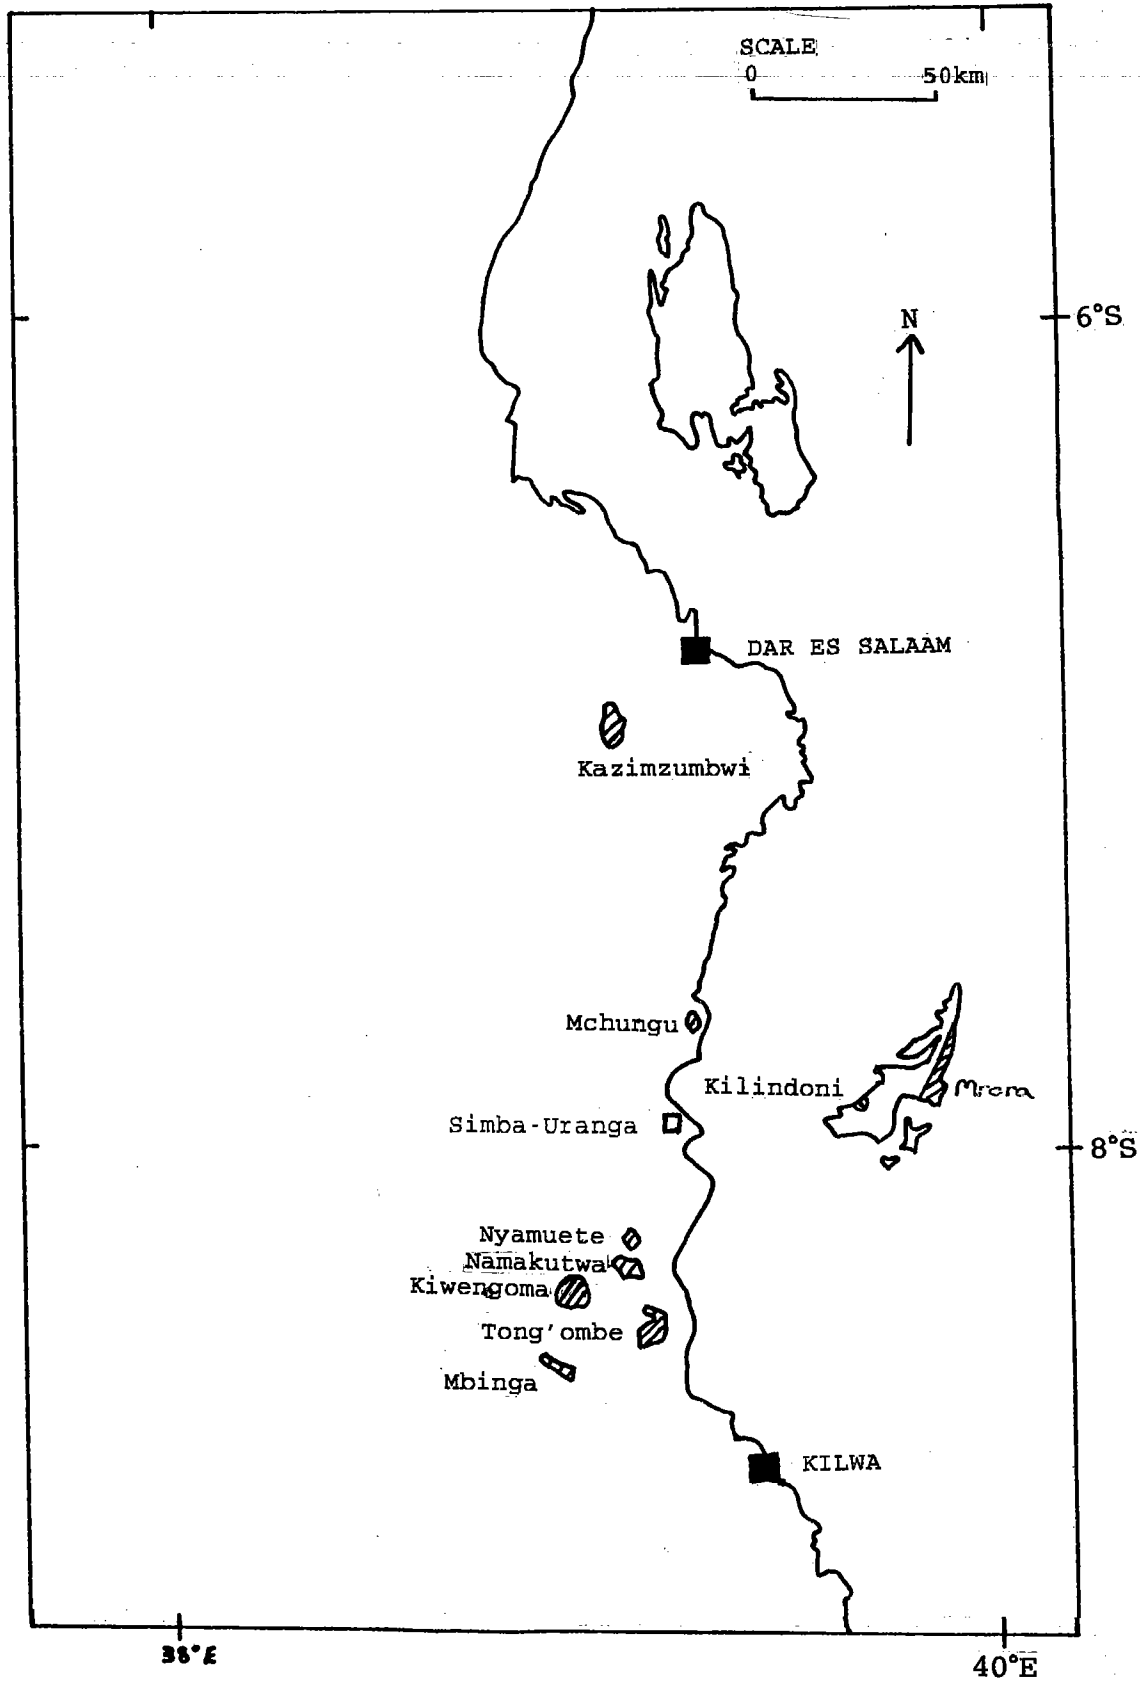 SCALE
0 50km
6°S
N
DAR ES SALAAM
Kazimzumbwi
Mchungu
Kilindoni
Mrora
Simba-Uranga
8°S
Nyamuete
Namakutwa
Kiwengoma
Tong'ombe
Mbinga
KILWA
38°E
40°E